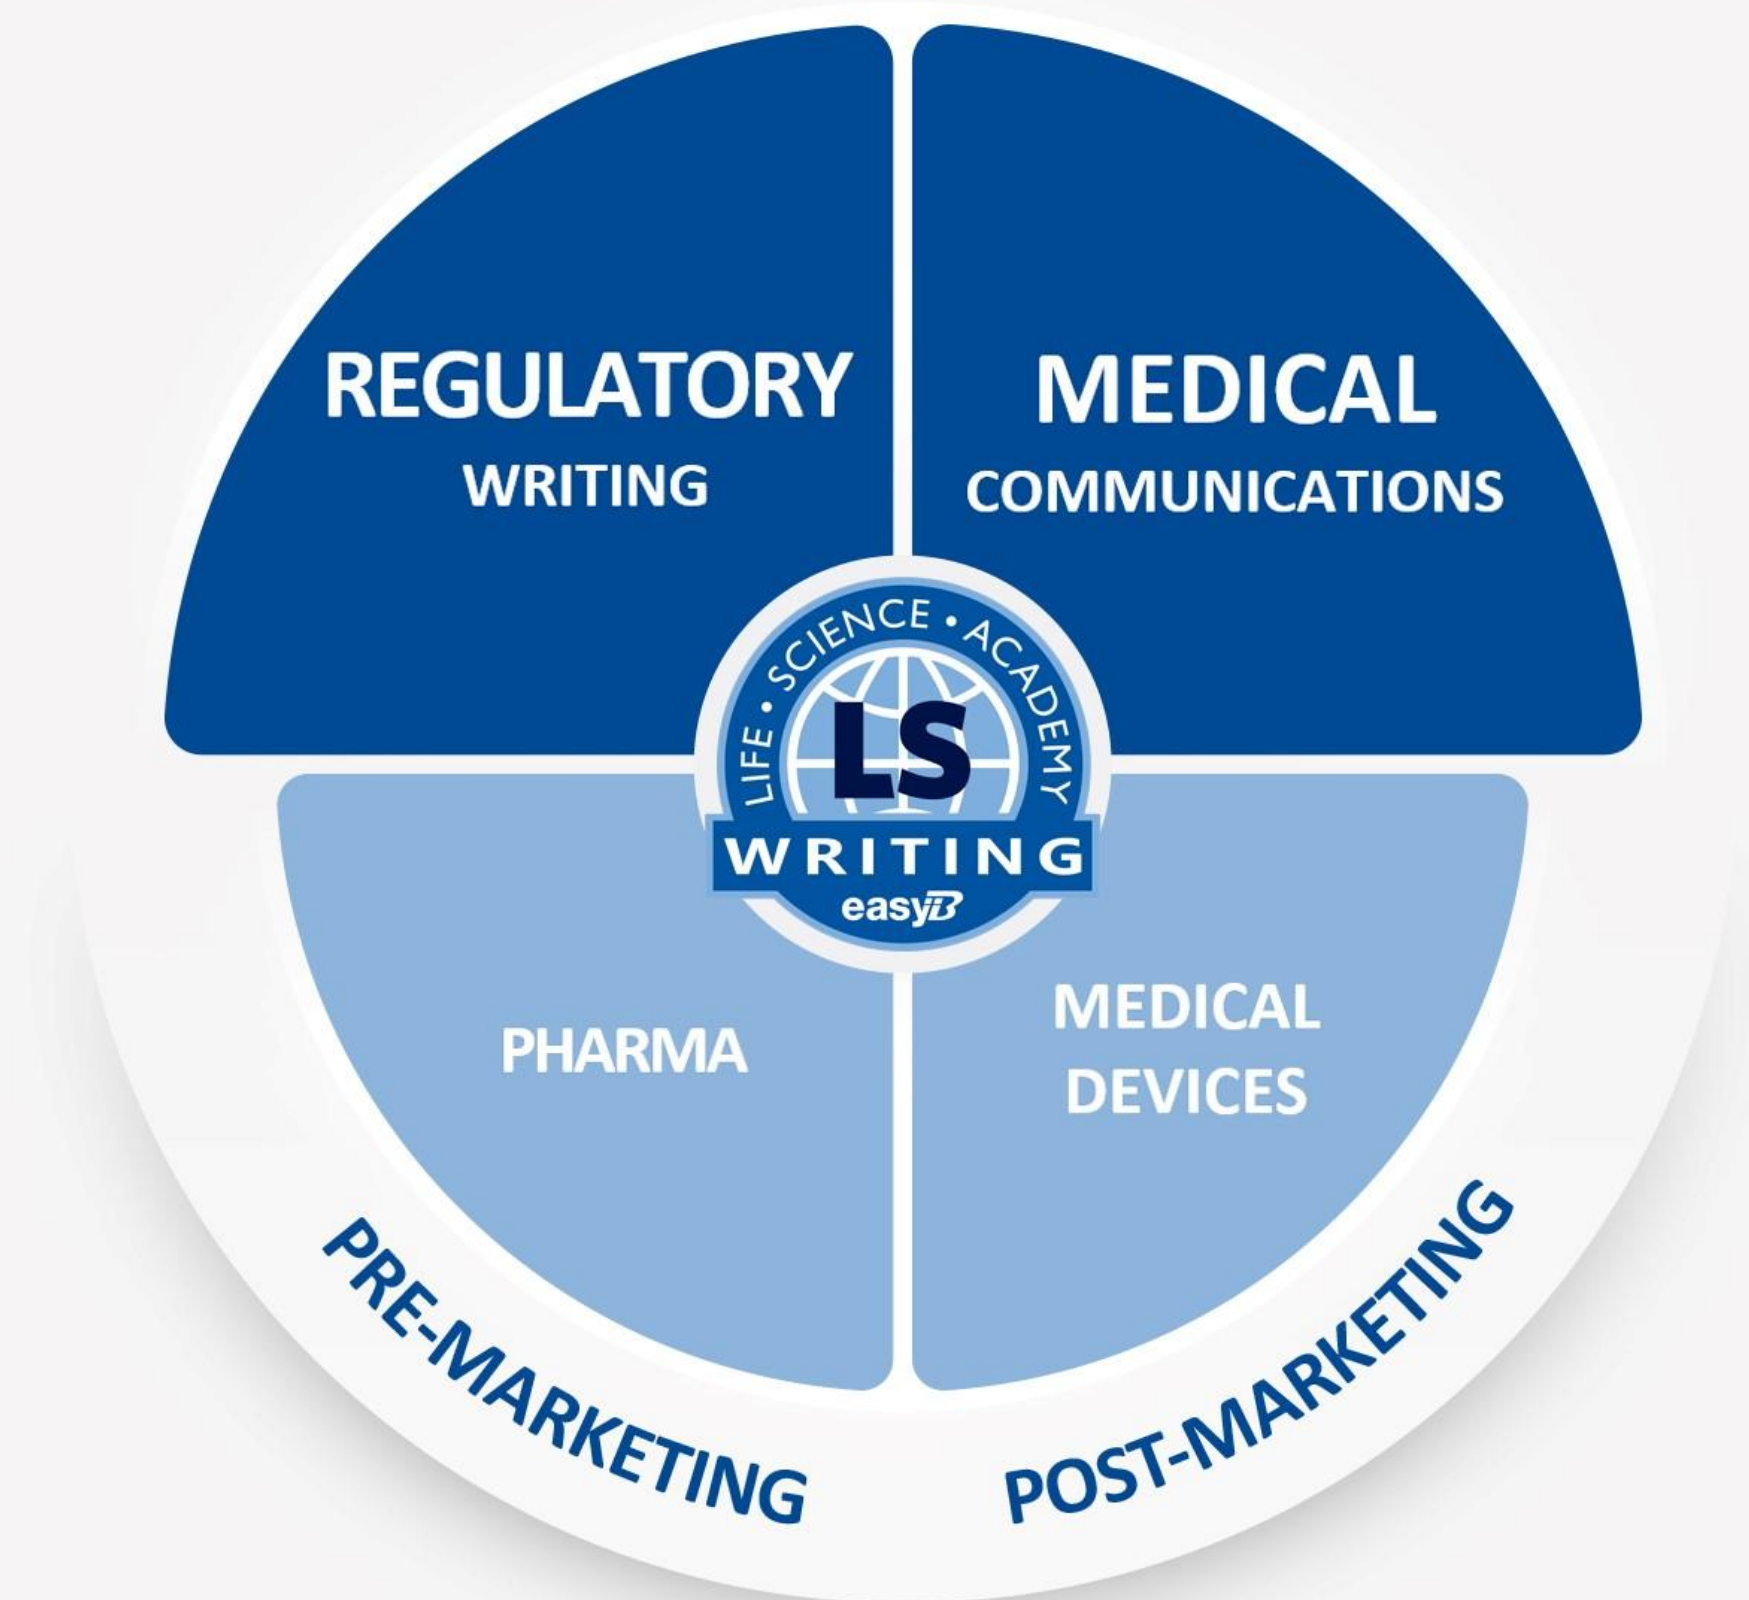 REGULATORY
WRITING
MEDICAL
COMMUNICATIONS
LIFE • SCIENCE • ACADEMY
LS
WRITING
easyB
PHARMA
MEDICAL
DEVICES
PRE-MARKETING
POST-MARKETING